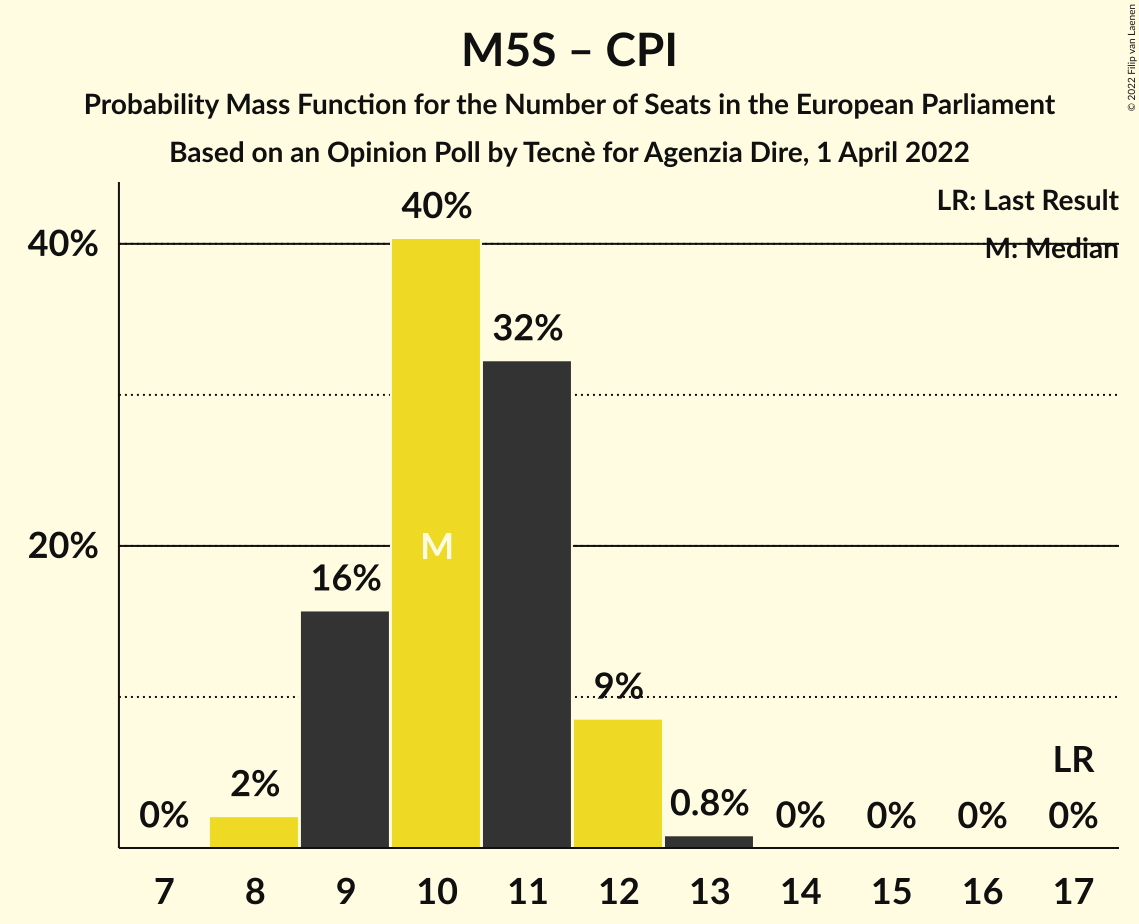 M5S – CPI
Probability Mass Function for the Number of Seats in the European Parliament
Based on an Opinion Poll by Tecnè for Agenzia Dire, 1 April 2022
© 2022 Filip van Laenen
LR: Last Result
M: Median
40%
20%
0%
2%
16%
40%
M
32%
9%
0.8%
0%
0%
0%
LR
0%
7 8 9 10 11 12 13 14 15 16 17